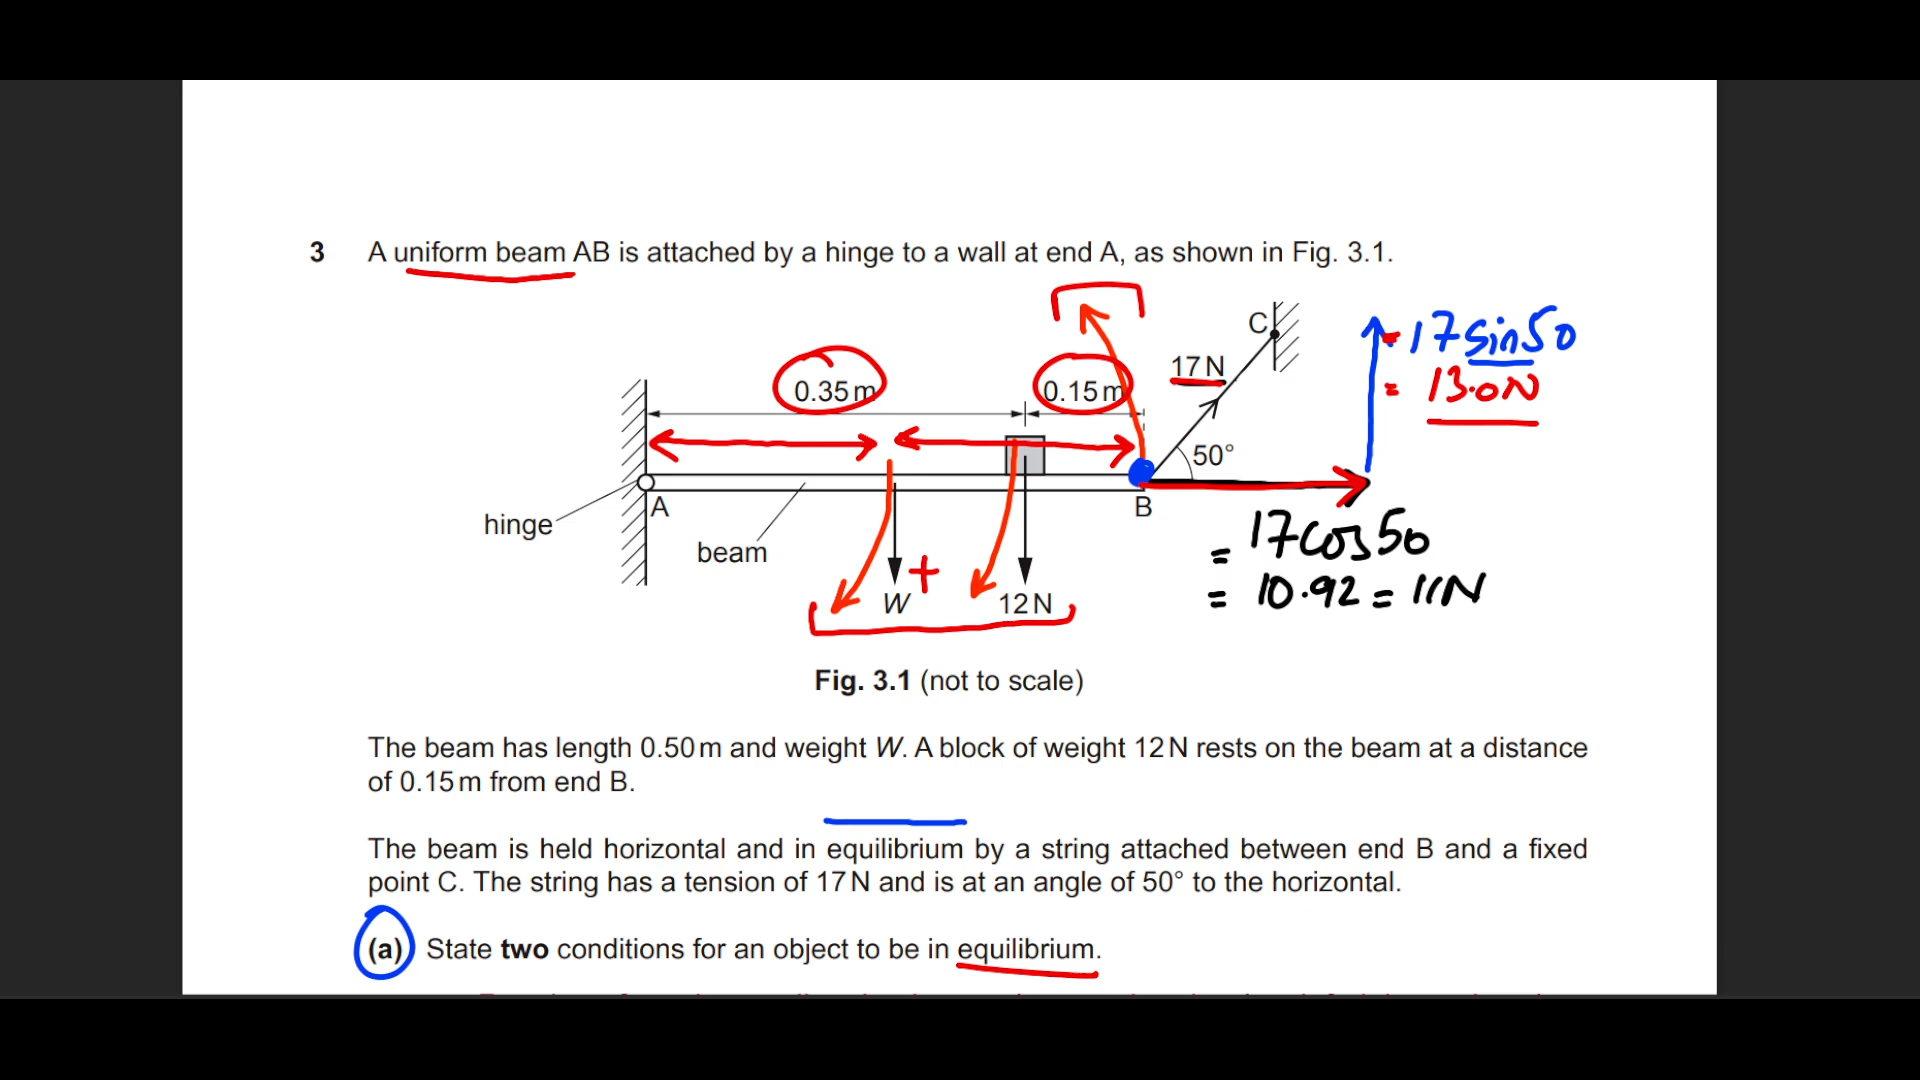 3 A uniform beam AB is attached by a hinge to a wall at end A, as shown in Fig. 3.1.
C
17 sin 50
17 N
= 13.0N
0.35 m
0.15 m
50°
A
B
hinge
beam
= 17cos 50
+
W
12 N
= 10.92 = 11N
Fig. 3.1 (not to scale)
The beam has length 0.50 m and weight W. A block of weight 12 N rests on the beam at a distance
of 0.15 m from end B.
The beam is held horizontal and in equilibrium by a string attached between end B and a fixed
point C. The string has a tension of 17 N and is at an angle of 50° to the horizontal.
(a) State two conditions for an object to be in equilibrium.